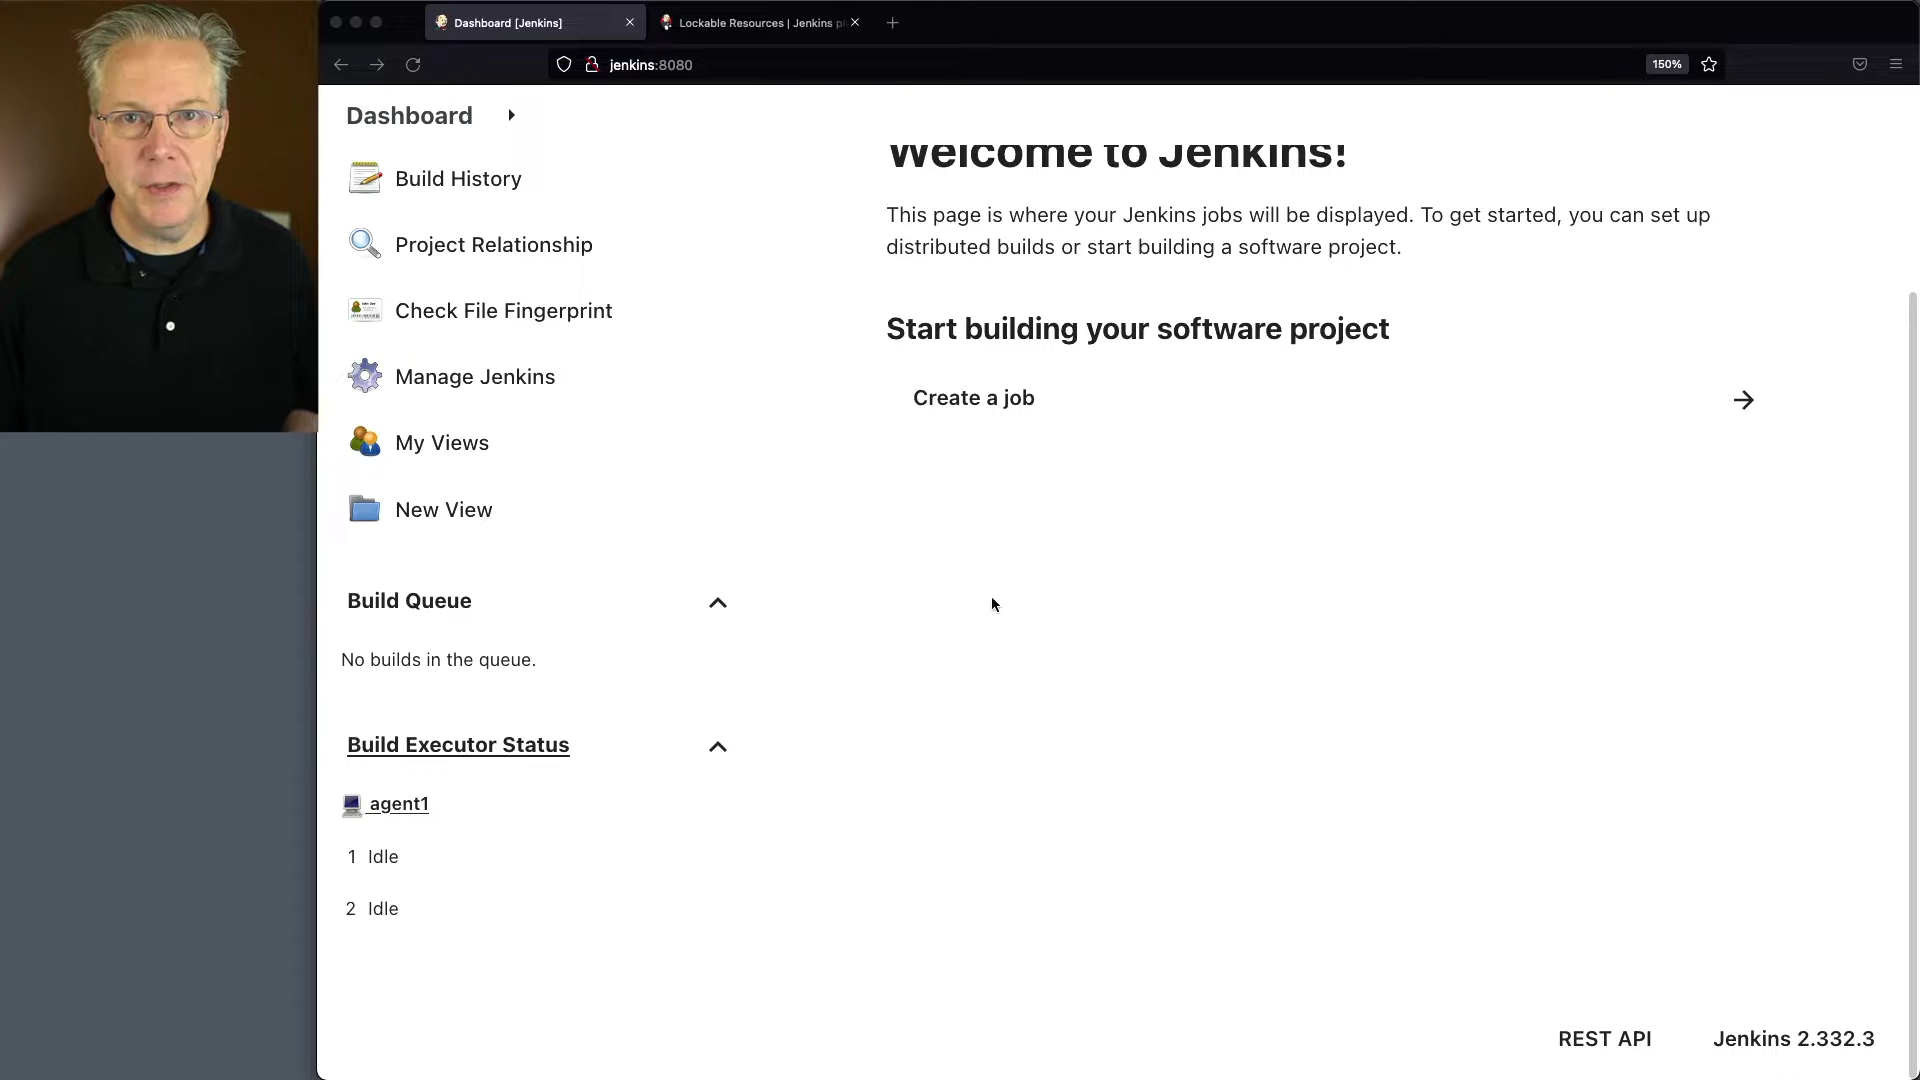 Dashboard [Jenkins]
Lockable Resources | Jenkins p
jenkins:8080
150%
Dashboard
Build History
Project Relationship
Check File Fingerprint
Manage Jenkins
My Views
New View
Build Queue
No builds in the queue.
Build Executor Status
agent1
1 Idle
2 Idle
Welcome to Jenkins!
This page is where your Jenkins jobs will be displayed. To get started, you can set up
distributed builds or start building a software project.
Start building your software project
Create a job
REST API
Jenkins 2.332.3